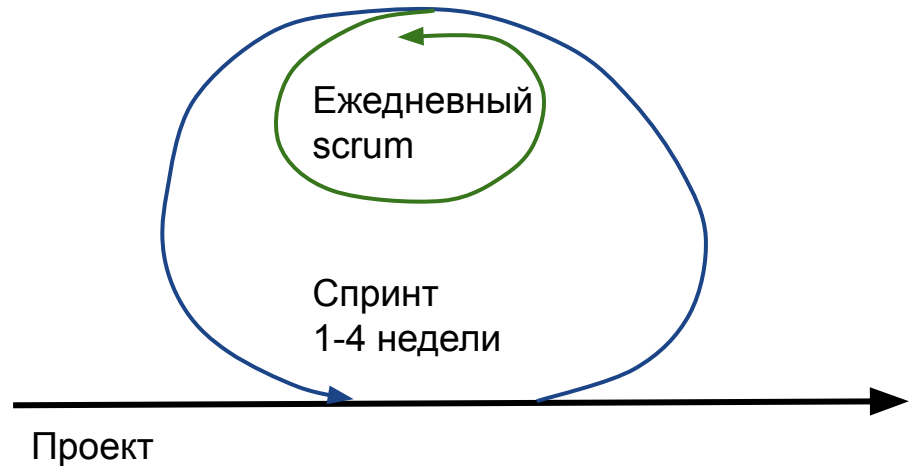 Ежедневный
scrum
Спринт
1-4 недели
Проект